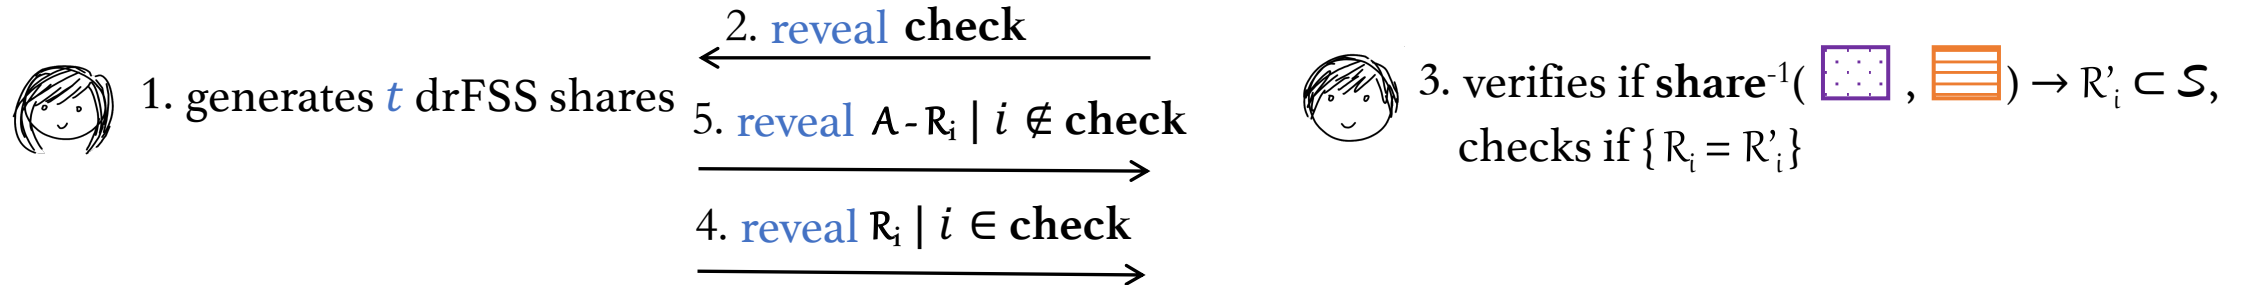 1. generates t drFSS shares
2. reveal check
5. reveal A - Ri | i ∉ check
4. reveal Ri | i ∈ check
3. verifies if share⁻¹( , ) → R’i ⊂ S,
checks if { Ri = R’i }